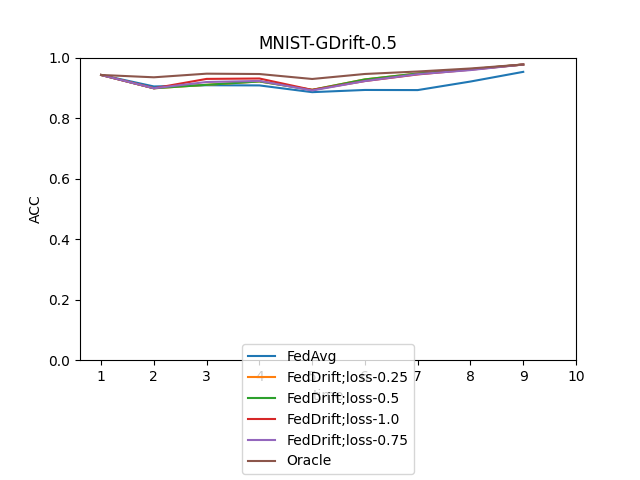 MNIST-GDrift-0.5
ACC
1.0
0.8
0.6
0.4
0.2
0.0
1 2 3 4 5 6 7 8 9 10
FedAvg
FedDrift;loss-0.25
FedDrift;loss-0.5
FedDrift;loss-1.0
FedDrift;loss-0.75
Oracle